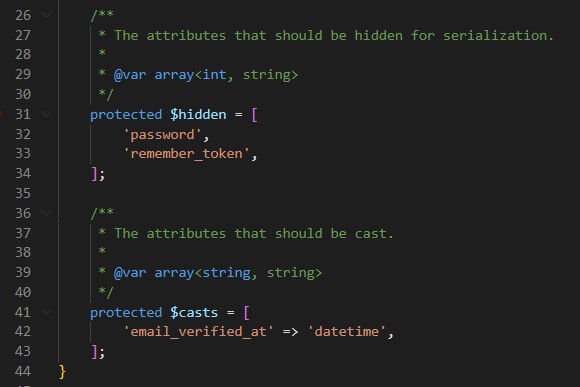 26 /**
27 * The attributes that should be hidden for serialization.
28 *
29 * @var array<int, string>
30 */
31 protected $hidden = [
32 'password',
33 'remember_token',
34 ];
35
36 /**
37 * The attributes that should be cast.
38 *
39 * @var array<string, string>
40 */
41 protected $casts = [
42 'email_verified_at' => 'datetime',
43 ];
44 }